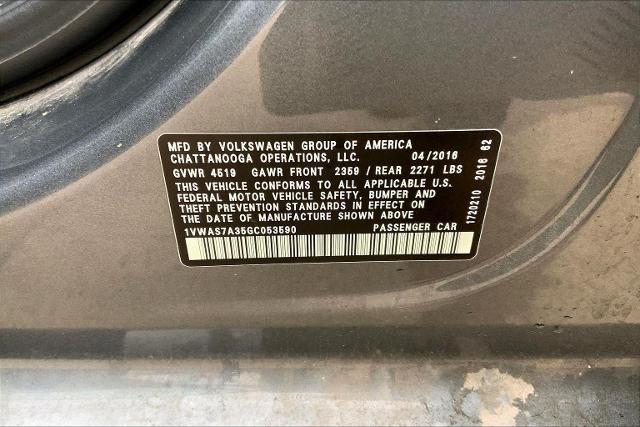 MFD BY VOLKSWAGEN GROUP OF AMERICA
CHATTANOOGA OPERATIONS, LLC. 04/2016
GVWR 4519 GAWR FRONT 2359 / REAR 2271 LBS
THIS VEHICLE CONFORMS TO ALL APPLICABLE U.S.
FEDERAL MOTOR VEHICLE SAFETY, BUMPER AND
THEFT PREVENTION STANDARDS IN EFFECT ON
THE DATE OF MANUFACTURE SHOWN ABOVE
1VWAS7A35GC053590 PASSENGER CAR
1720210 2016 62